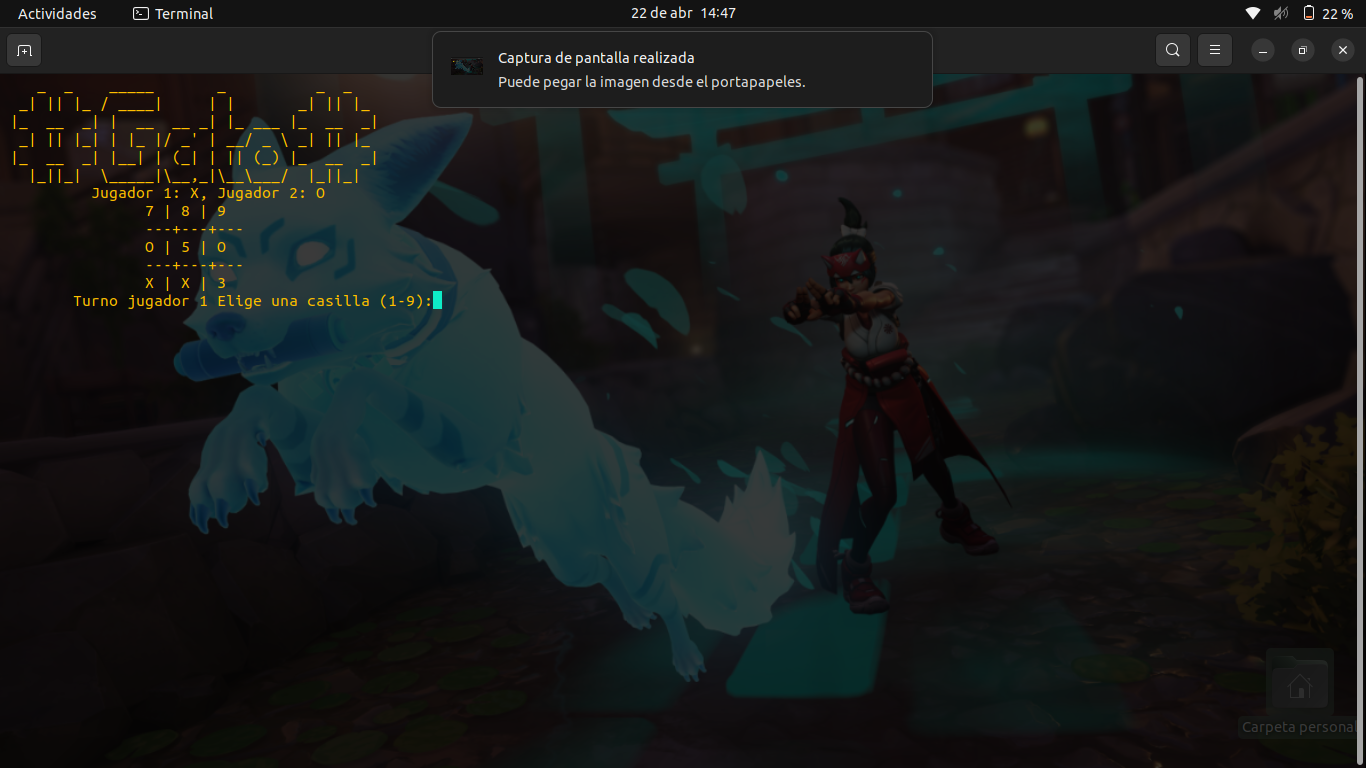 Actividades
Terminal
22 de abr 14:47
22 %
Captura de pantalla realizada
Puede pegar la imagen desde el portapapeles.
#Gato#
Jugador 1: X, Jugador 2: O
7 | 8 | 9
---+---+---
O | 5 | O
---+---+---
X | X | 3
Turno jugador 1 Elige una casilla (1-9):
Carpeta personal